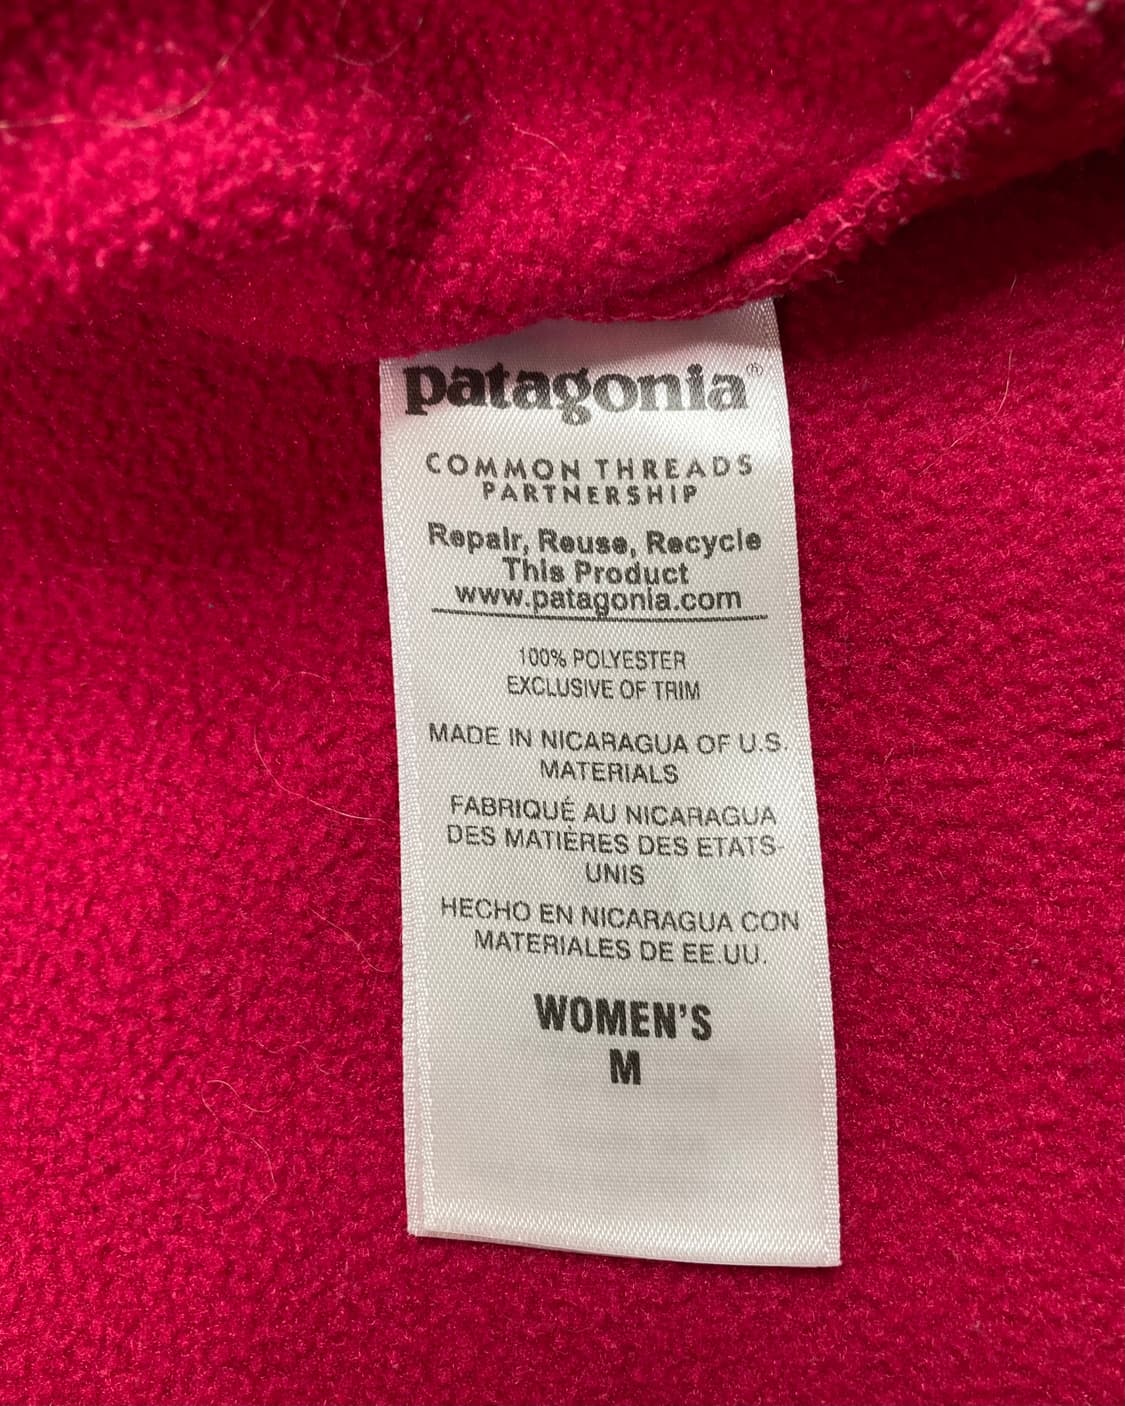 patagonia®
COMMON THREADS
PARTNERSHIP
Repair, Reuse, Recycle
This Product
www.patagonia.com
100% POLYESTER
EXCLUSIVE OF TRIM
MADE IN NICARAGUA OF U.S.
MATERIALS
FABRIQUÉ AU NICARAGUA
DES MATIÈRES DES ETATS-
UNIS
HECHO EN NICARAGUA CON
MATERIALES DE EE.UU.
WOMEN'S
M